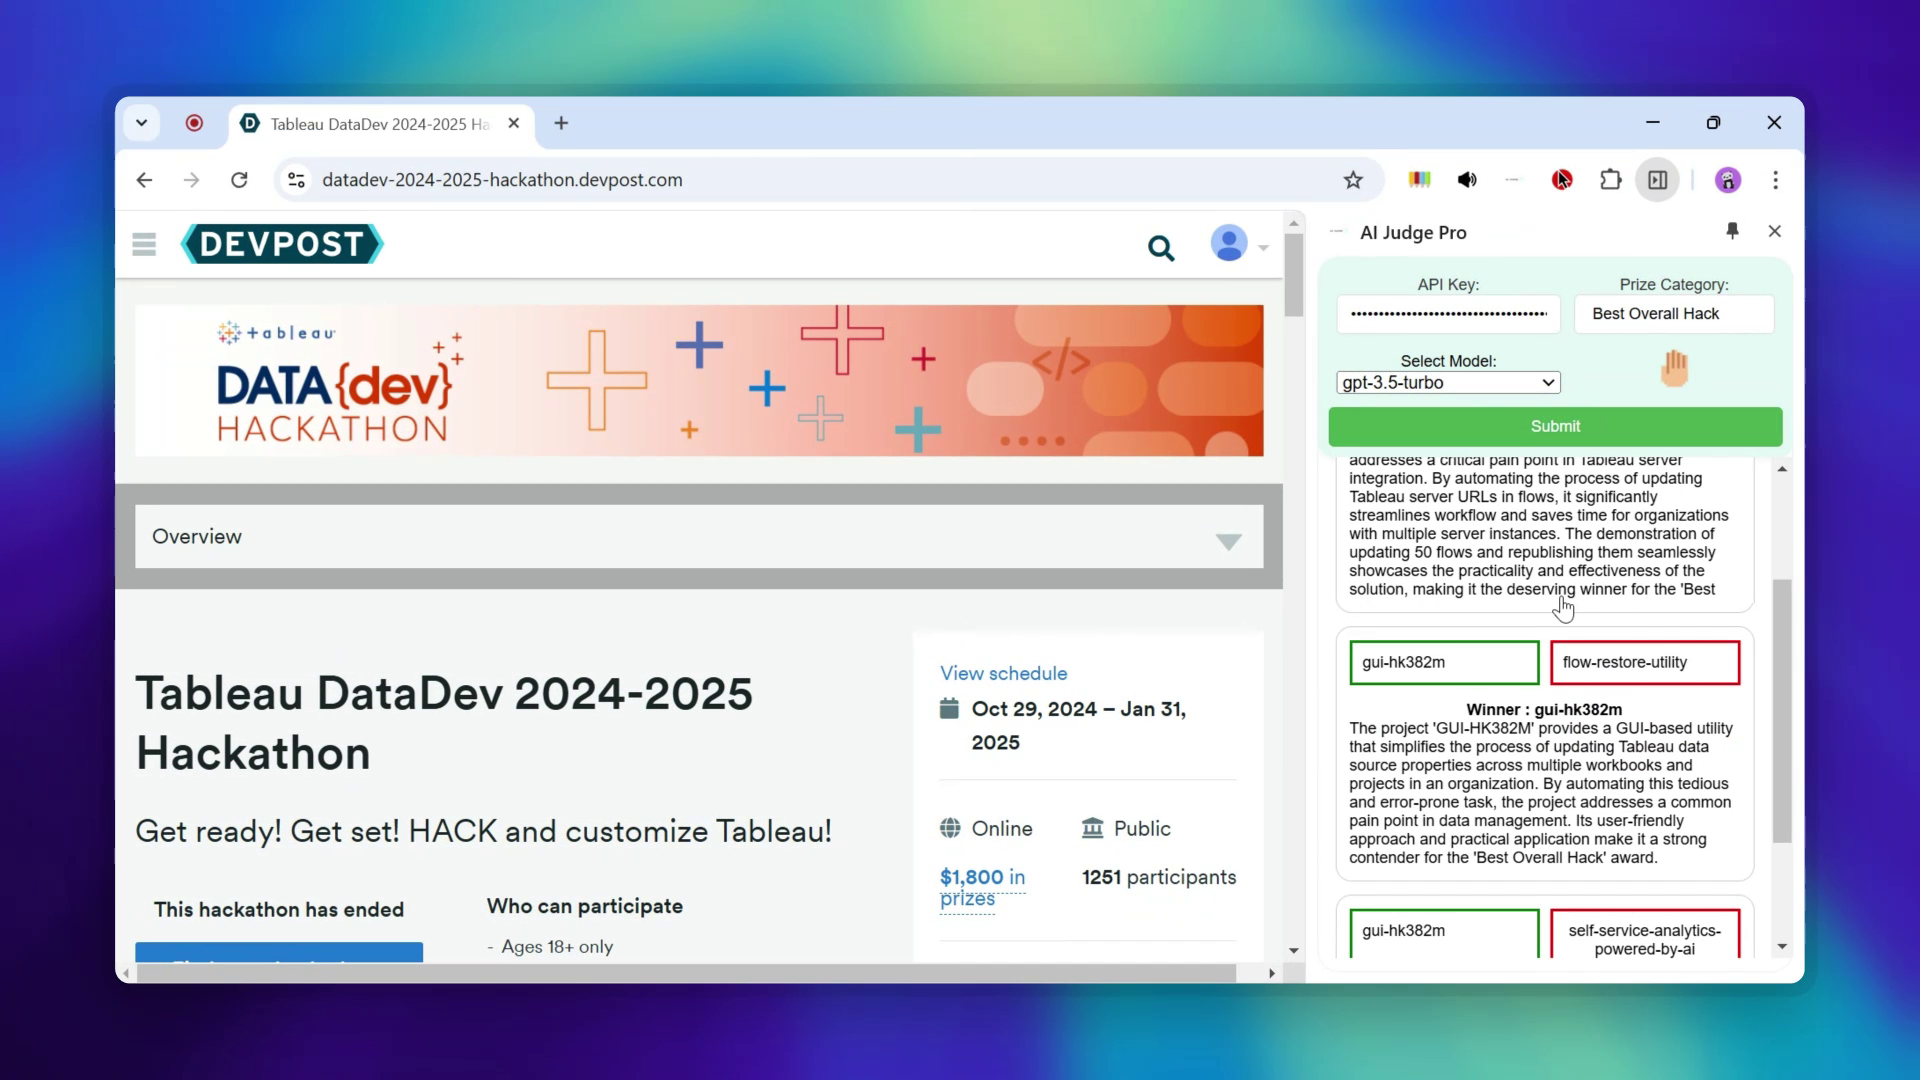 Tableau DataDev 2024-2025 Ha
datadev-2024-2025-hackathon.devpost.com
DEVPOST
+ a b l e a u
DATA{dev}
HACKATHON
</>
Overview
Tableau DataDev 2024-2025
Hackathon
Get ready! Get set! HACK and customize Tableau!
This hackathon has ended
Who can participate
- Ages 18+ only
View schedule
Oct 29, 2024 – Jan 31,
2025
Online
Public
$1,800 in
prizes
1251 participants
AI Judge Pro
API Key:
Prize Category:
••••••••••••••••••••••••••••••••••••••
Best Overall Hack
Select Model:
gpt-3.5-turbo
Submit
addresses a critical pain point in Tableau server
integration. By automating the process of updating
Tableau server URLs in flows, it significantly
streamlines workflow and saves time for organizations
with multiple server instances. The demonstration of
updating 50 flows and republishing them seamlessly
showcases the practicality and effectiveness of the
solution, making it the deserving winner for the 'Best
gui-hk382m
flow-restore-utility
Winner : gui-hk382m
The project 'GUI-HK382M' provides a GUI-based utility
that simplifies the process of updating Tableau data
source properties across multiple workbooks and
projects in an organization. By automating this tedious
and error-prone task, the project addresses a common
pain point in data management. Its user-friendly
approach and practical application make it a strong
contender for the 'Best Overall Hack' award.
gui-hk382m
self-service-analytics-
powered-by-ai